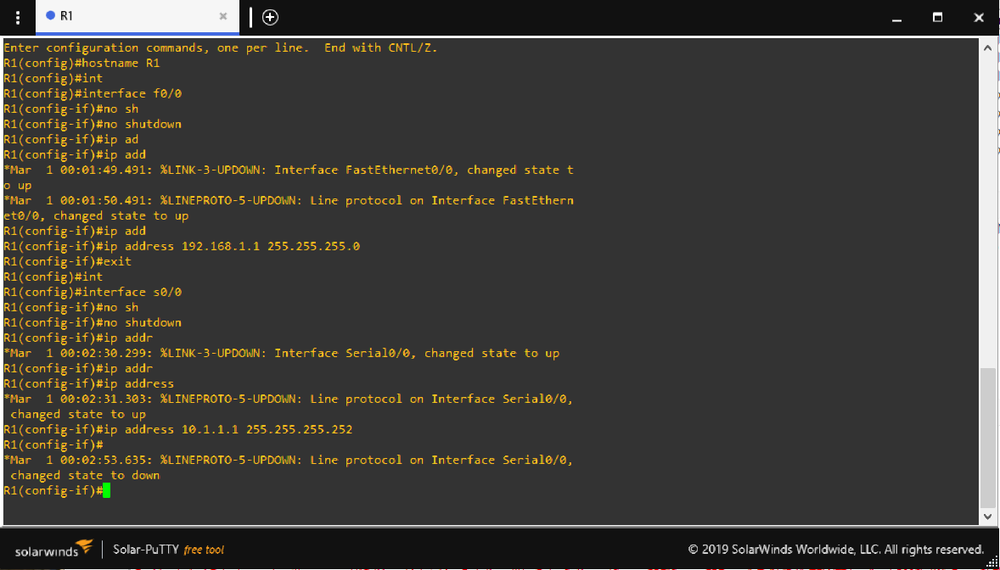 R1
Enter configuration commands, one per line.  End with CNTL/Z.
R1(config)#hostname R1
R1(config)#int
R1(config)#interface f0/0
R1(config-if)#no sh
R1(config-if)#no shutdown
R1(config-if)#ip ad
R1(config-if)#ip add
*Mar  1 00:01:49.491: %LINK-3-UPDOWN: Interface FastEthernet0/0, changed state t
o up
*Mar  1 00:01:50.491: %LINEPROTO-5-UPDOWN: Line protocol on Interface FastEthern
et0/0, changed state to up
R1(config-if)#ip add
R1(config-if)#ip address 192.168.1.1 255.255.255.0
R1(config-if)#exit
R1(config)#int
R1(config)#interface s0/0
R1(config-if)#no sh
R1(config-if)#no shutdown
R1(config-if)#ip addr
*Mar  1 00:02:30.299: %LINK-3-UPDOWN: Interface Serial0/0, changed state to up
R1(config-if)#ip addr
R1(config-if)#ip address
*Mar  1 00:02:31.303: %LINEPROTO-5-UPDOWN: Line protocol on Interface Serial0/0,
 changed state to up
R1(config-if)#ip address 10.1.1.1 255.255.255.252
R1(config-if)#
*Mar  1 00:02:53.635: %LINEPROTO-5-UPDOWN: Line protocol on Interface Serial0/0,
 changed state to down
R1(config-if)#
solarwinds | Solar-PuTTY free tool © 2019 SolarWinds Worldwide, LLC. All rights reserved.